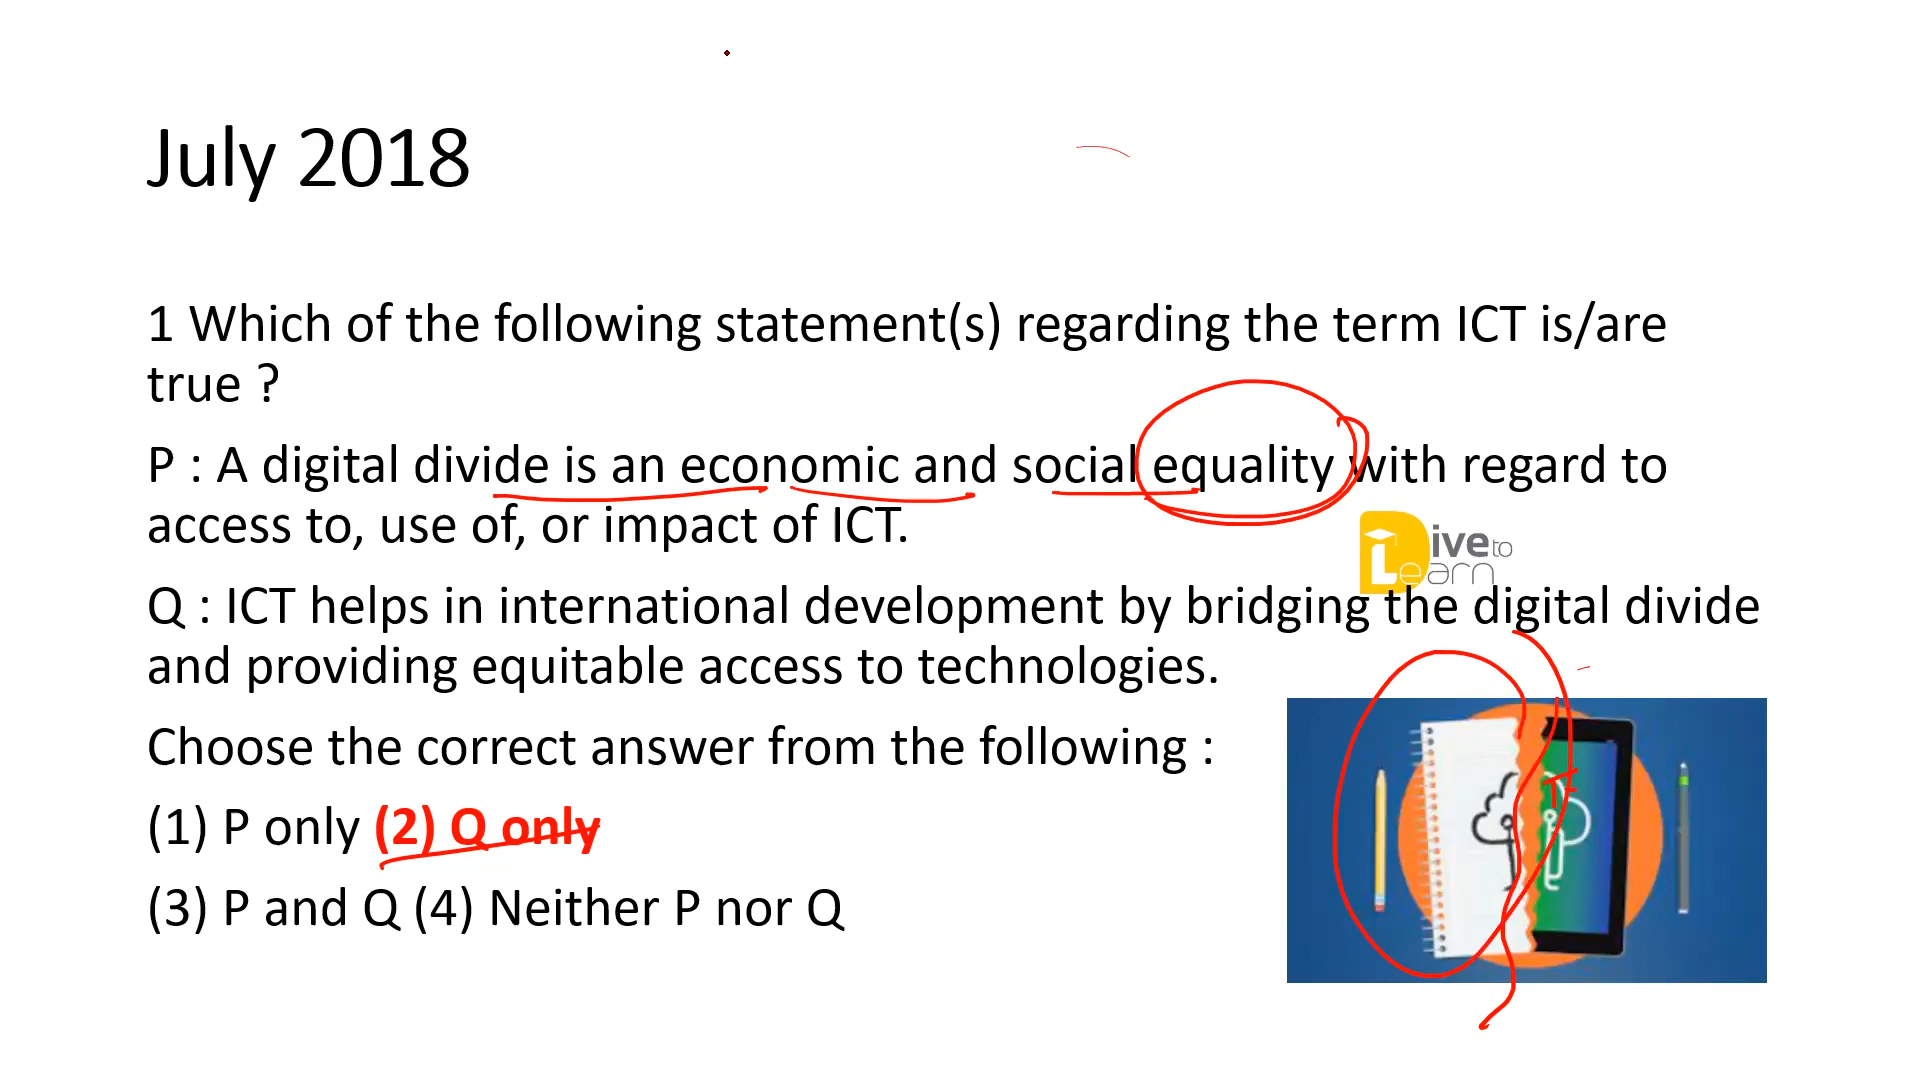 July 2018
1 Which of the following statement(s) regarding the term ICT is/are
true ?
P : A digital divide is an economic and social equality with regard to
access to, use of, or impact of ICT.
Dive to
Learn
Q : ICT helps in international development by bridging the digital divide
and providing equitable access to technologies.
Choose the correct answer from the following :
(1) P only (2) Q only
(3) P and Q (4) Neither P nor Q